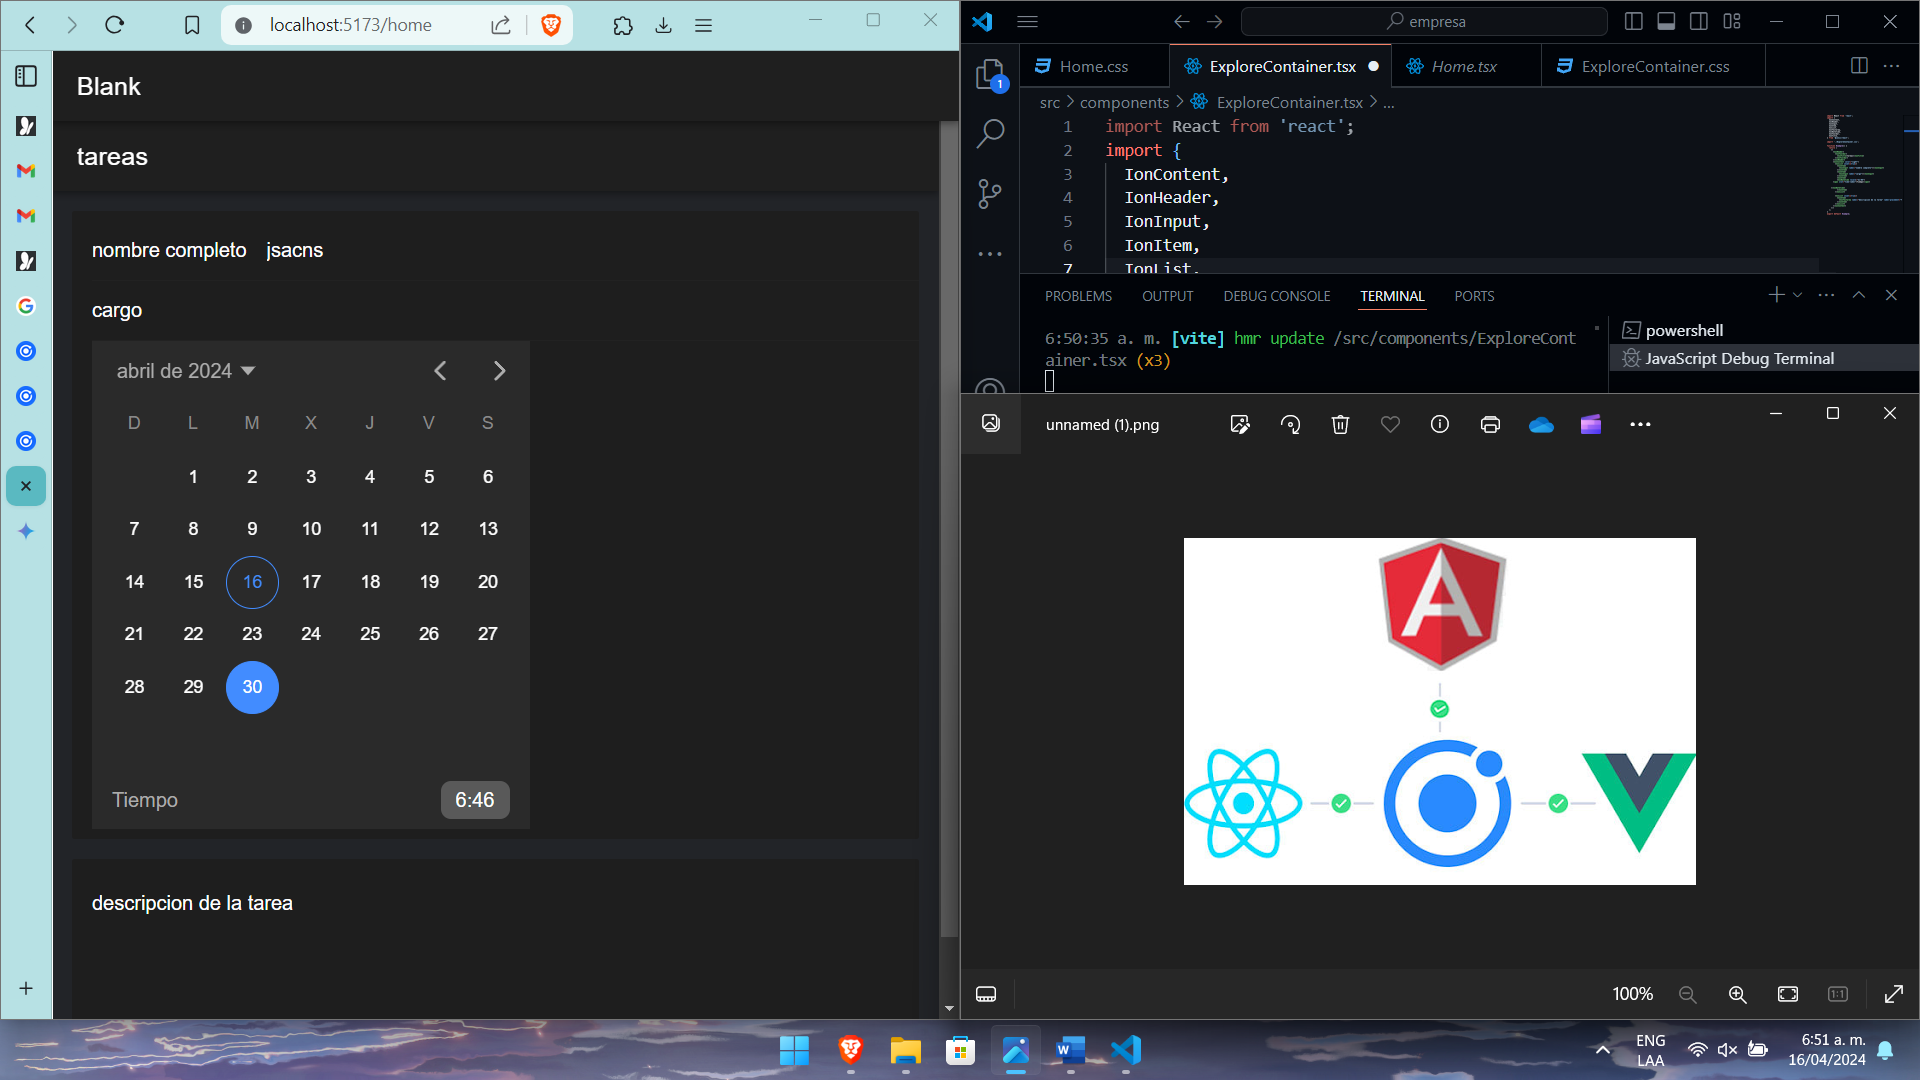 localhost:5173/home
Blank
tareas
nombre completo jsacns
cargo
abril de 2024
D L M X J V S
1 2 3 4 5 6
7 8 9 10 11 12 13
14 15 16 17 18 19 20
21 22 23 24 25 26 27
28 29 30
Tiempo 6:46
descripcion de la tarea
empresa
Home.css ExploreContainer.tsx Home.tsx ExploreContainer.css
1
src > components > ExploreContainer.tsx > ...
1 import React from 'react';
2 import {
3 IonContent,
4 IonHeader,
5 IonInput,
6 IonItem,
7 IonList,
PROBLEMS OUTPUT DEBUG CONSOLE TERMINAL PORTS
6:50:35 a. m. [vite] hmr update /src/components/ExploreCont
ainer.tsx (x3)
powershell
JavaScript Debug Terminal
unnamed (1).png
100%
1:1
ENG
LAA
6:51 a. m.
16/04/2024